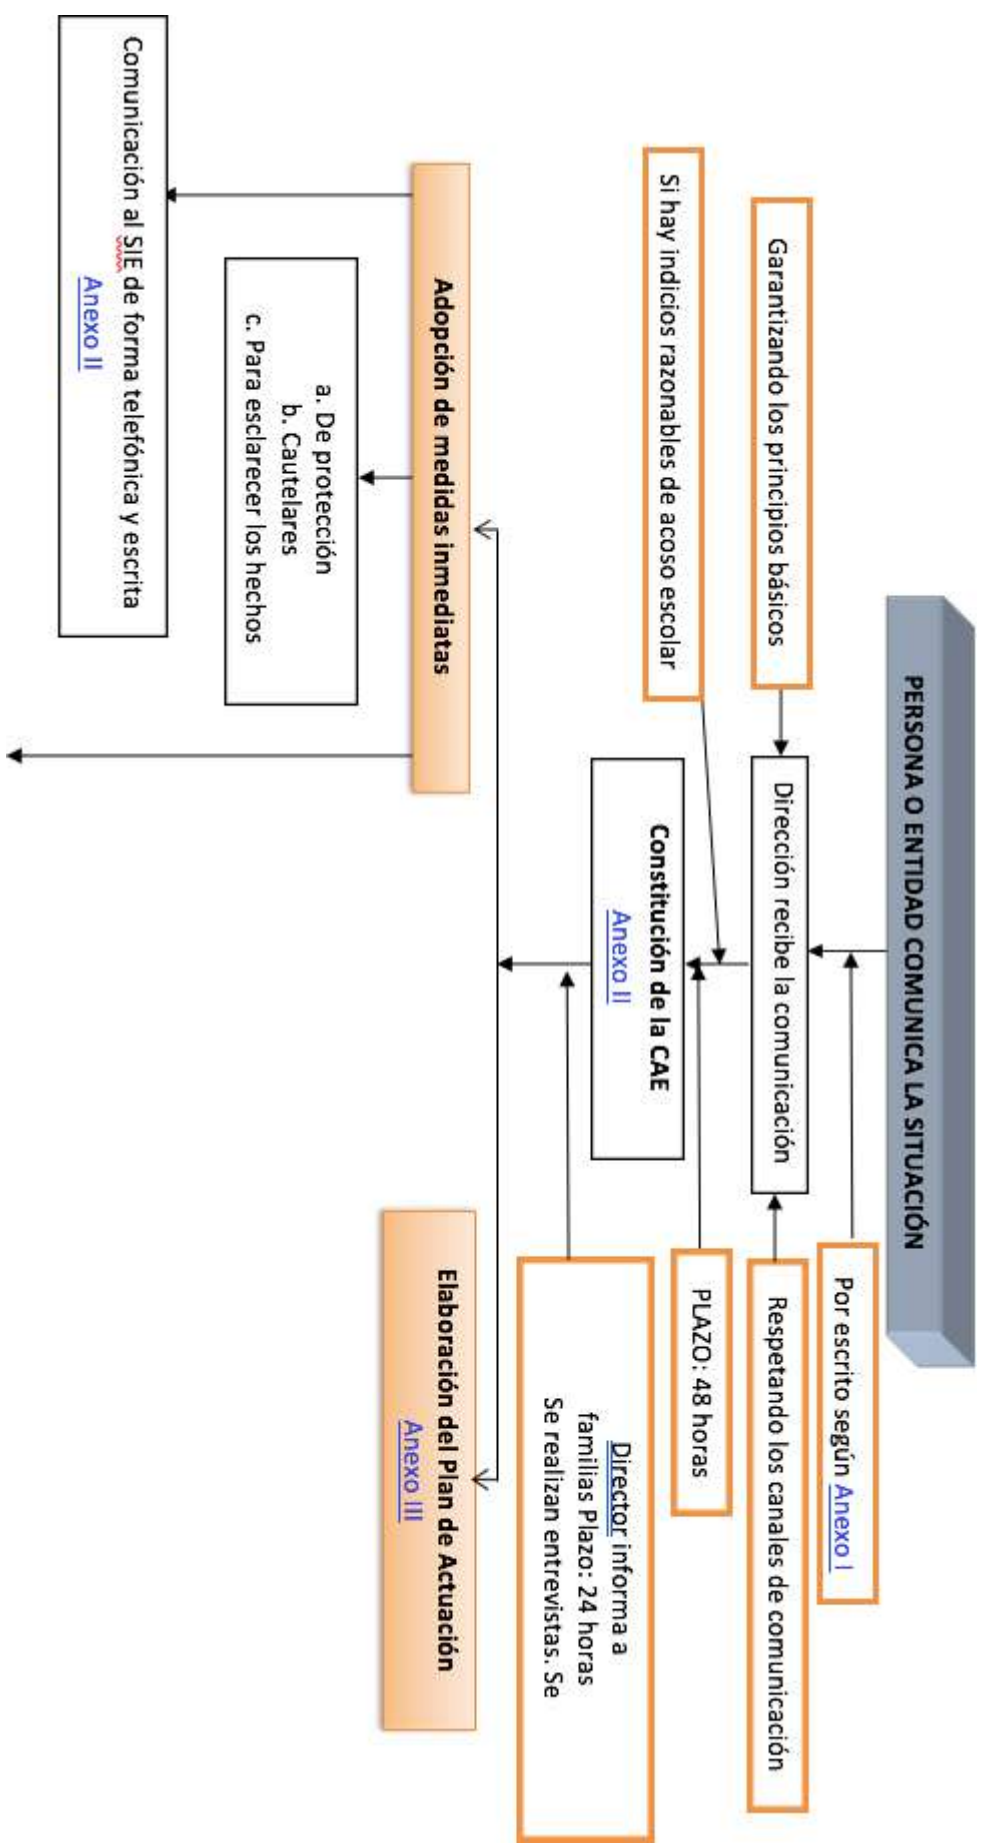 PERSONA O ENTIDAD COMUNICA LA SITUACIÓN
Por escrito según Anexo I
Garantizando los principios básicos
Dirección recibe la comunicación
Respetando los canales de comunicación
Si hay indicios razonables de acoso escolar
PLAZO: 48 horas
Constitución de la CAE
Anexo II
Director informa a
familias Plazo: 24 horas
Se realizan entrevistas. Se
Adopción de medidas inmediatas
Elaboración del Plan de Actuación
Anexo III
a. De protección
b. Cautelares
c. Para esclarecer los hechos
Comunicación al SIE de forma telefónica y escrita
Anexo II